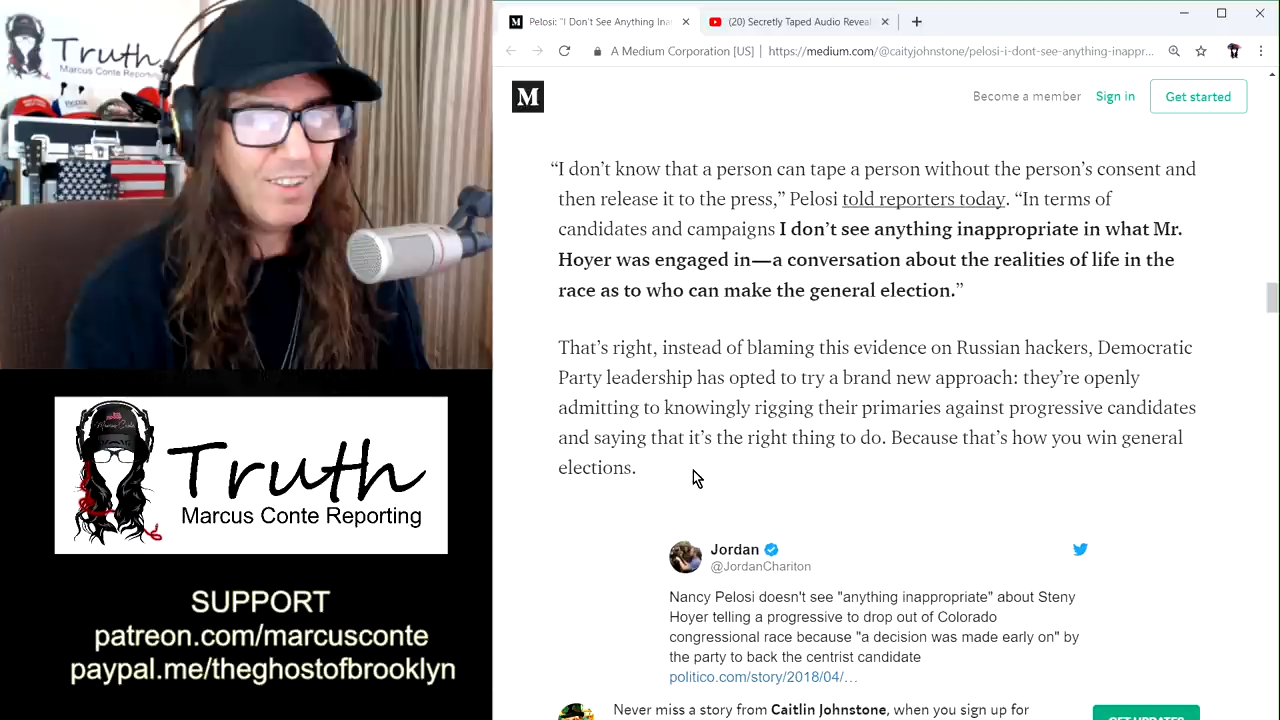 Truth
Marcus Conte Reporting
Pelosi: "I Don't See Anything Ina
(20) Secretly Taped Audio Reveal
A Medium Corporation [US] | https://medium.com/@caityjohnstone/pelosi-i-dont-see-anything-inappr...
M
Become a member
Sign in
Get started
“I don’t know that a person can tape a person without the person’s consent and
then release it to the press,” Pelosi told reporters today. “In terms of
candidates and campaigns I don’t see anything inappropriate in what Mr.
Hoyer was engaged in—a conversation about the realities of life in the
race as to who can make the general election.”
That’s right, instead of blaming this evidence on Russian hackers, Democratic
Party leadership has opted to try a brand new approach: they’re openly
admitting to knowingly rigging their primaries against progressive candidates
and saying that it’s the right thing to do. Because that’s how you win general
elections.
Jordan
@JordanChariton
Nancy Pelosi doesn't see "anything inappropriate" about Steny
Hoyer telling a progressive to drop out of Colorado
congressional race because "a decision was made early on" by
the party to back the centrist candidate
politico.com/story/2018/04/…
Never miss a story from Caitlin Johnstone, when you sign up for
GET UPDATES
Marcus Conte
Truth
Marcus Conte Reporting
SUPPORT
patreon.com/marcusconte
paypal.me/theghostofbrooklyn